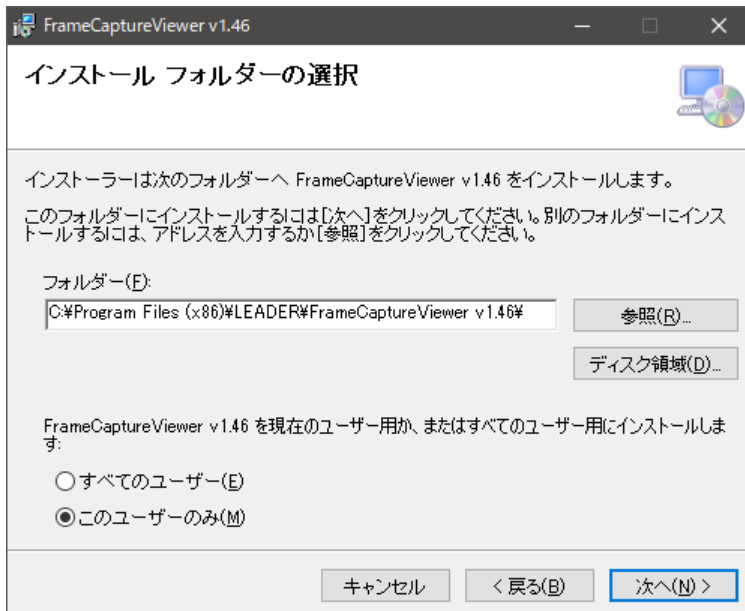 FrameCaptureViewer v1.46
インストール フォルダーの選択
インストーラーは次のフォルダーへ FrameCaptureViewer v1.46 をインストールします。
このフォルダーにインストールするには[次へ]をクリックしてください。別のフォルダーにインス
トールするには、アドレスを入力するか[参照]をクリックしてください。
フォルダー(F):
C:¥Program Files (x86)¥LEADER¥FrameCaptureViewer v1.46¥
参照(R)...
ディスク領域(D)...
FrameCaptureViewer v1.46 を現在のユーザー用か、またはすべてのユーザー用にインストールしま
す:
すべてのユーザー(E)
このユーザーのみ(M)
キャンセル
< 戻る(B)
次へ(N) >